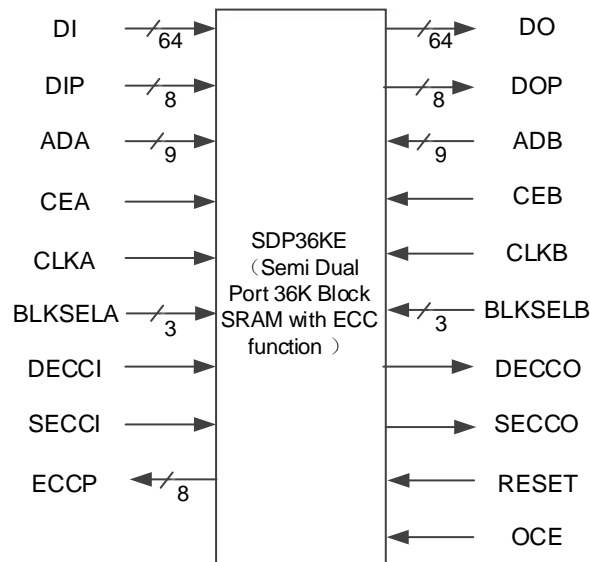 DI
64
DIP
8
ADA
9
CEA
CLKA
BLKSELA
3
DECCI
SECCI
ECCP
8
SDP36KE
（Semi Dual
Port 36K Block
SRAM with ECC
function ）
DO
64
DOP
8
ADB
9
CEB
CLKB
BLKSELB
3
DECCO
SECCO
RESET
OCE